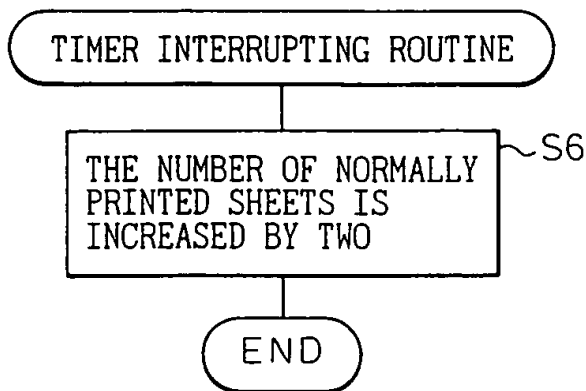 TIMER INTERRUPTING ROUTINE
S6
THE NUMBER OF NORMALLY
PRINTED SHEETS IS
INCREASED BY TWO
END